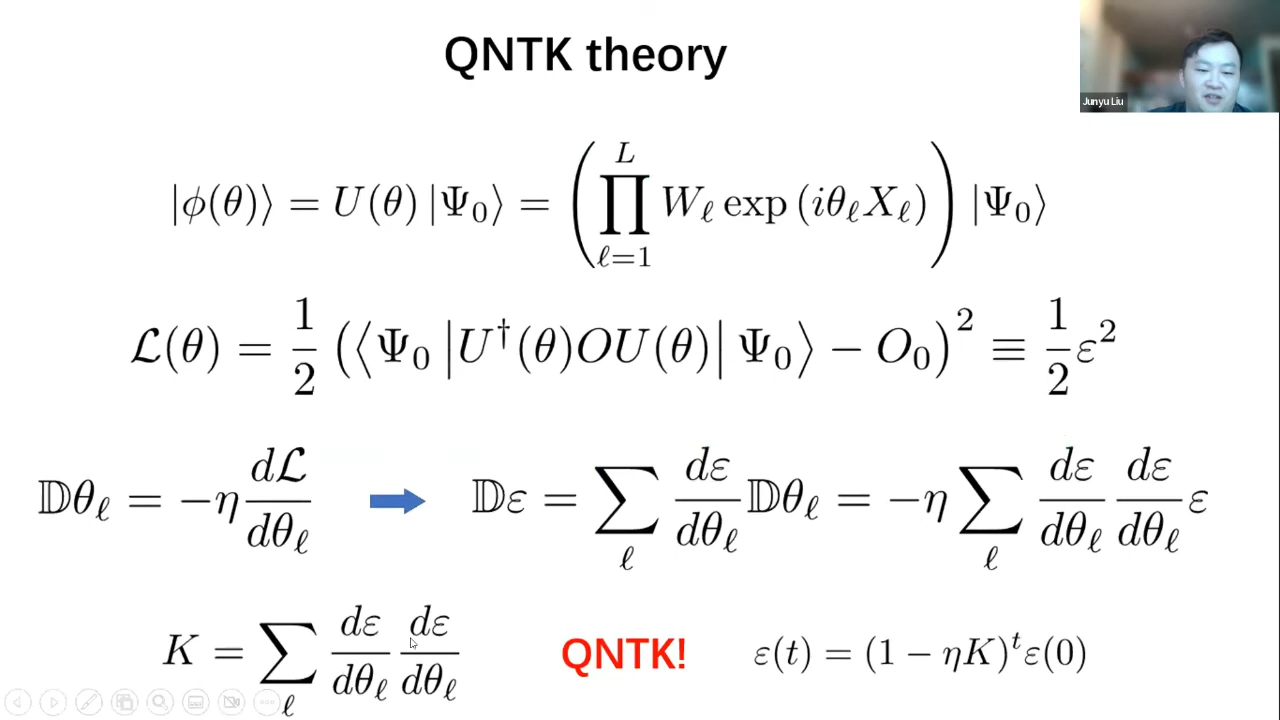 QNTK theory
Junyu Liu
|ϕ(θ)⟩ = U(θ) |Ψ₀⟩ = ( ∏_{ℓ=1}^{L} W_ℓ exp (iθ_ℓ X_ℓ) ) |Ψ₀⟩
ℒ(θ) = 1/2 (⟨Ψ₀ |U†(θ)OU(θ)| Ψ₀⟩ − O₀)² ≡ 1/2 ε²
𝔻θ_ℓ = −η dℒ/dθ_ℓ 𝔻ε = ∑_ℓ dε/dθ_ℓ 𝔻θ_ℓ = −η ∑_ℓ dε/dθ_ℓ dε/dθ_ℓ ε
K = ∑_ℓ dε/dθ_ℓ dε/dθ_ℓ QNTK! ε(t) = (1 − ηK)^t ε(0)